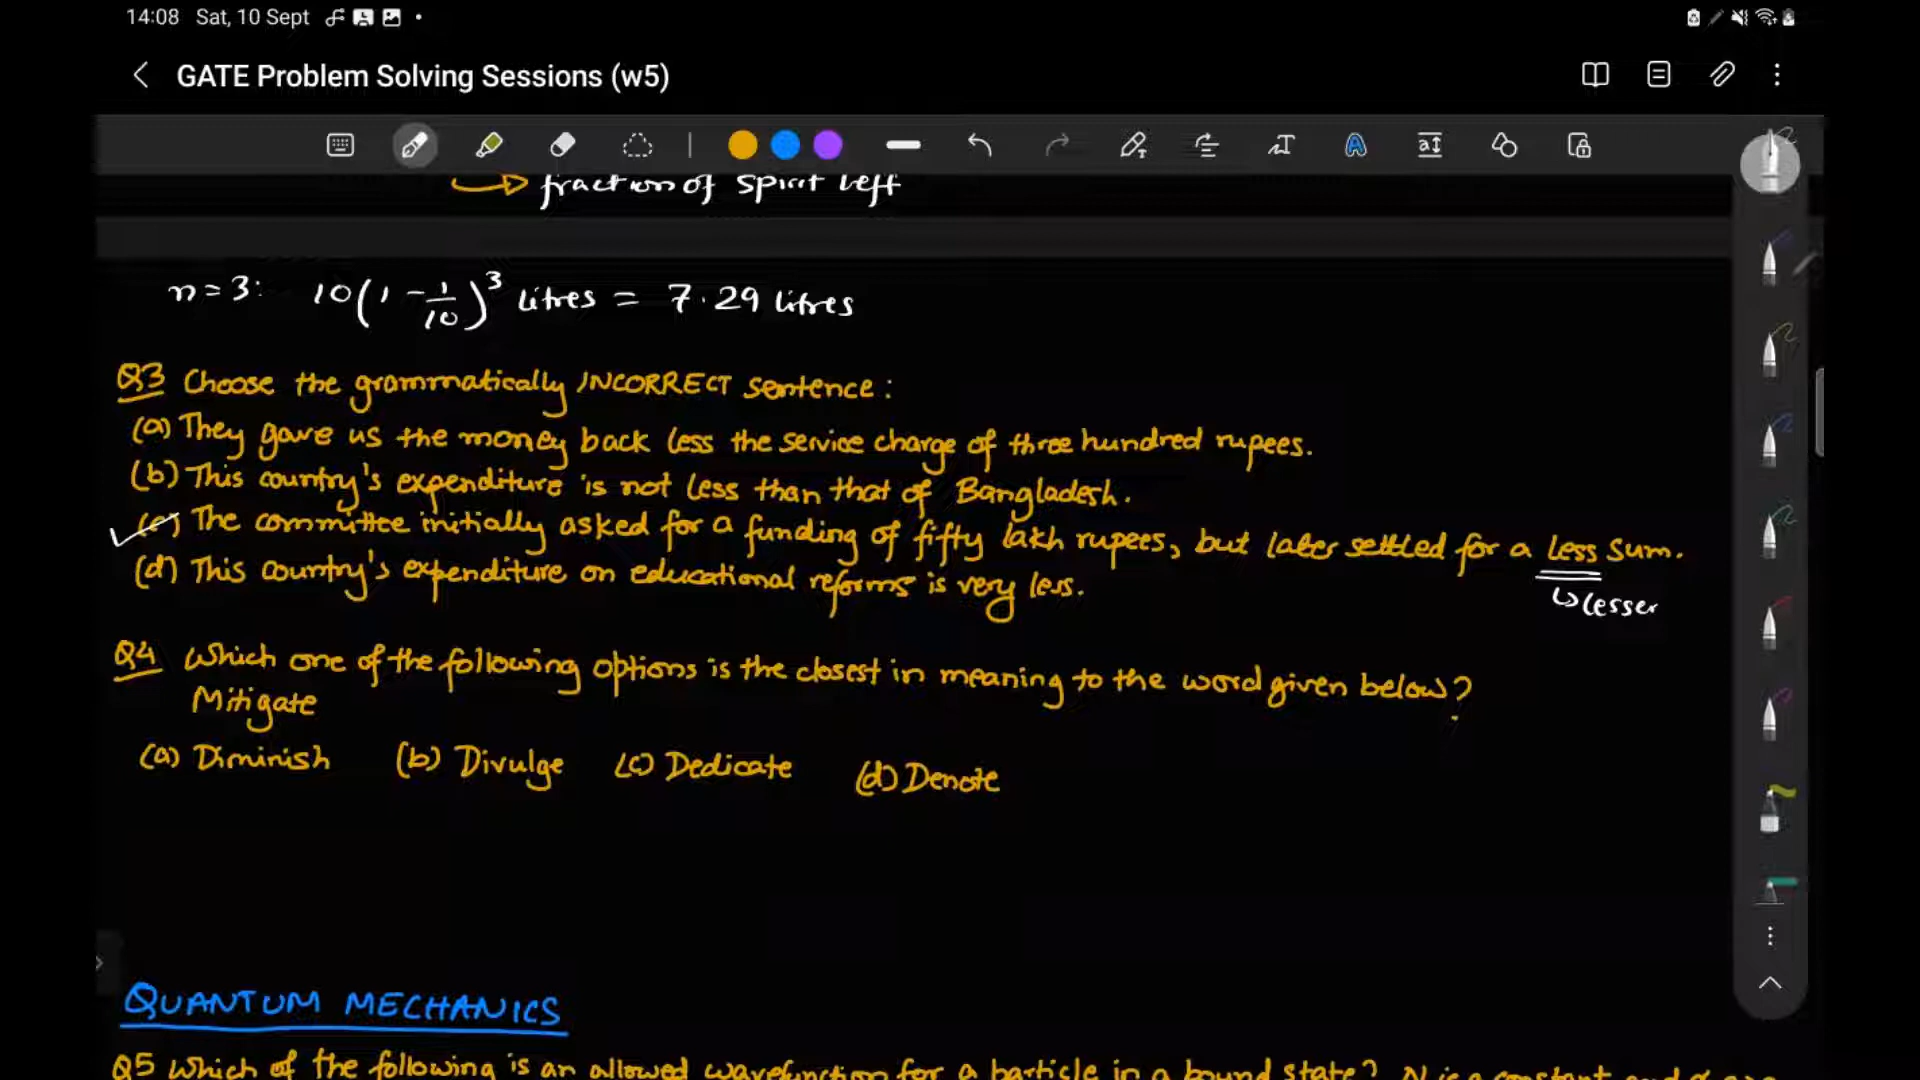 14:08 Sat, 10 Sept
GATE Problem Solving Sessions (w5)
fraction of spirit left
n = 3: 10(1 - 1/10)^3 litres = 7.29 litres
Q3 Choose the grammatically INCORRECT sentence:
(a) They gave us the money back less the service charge of three hundred rupees.
(b) This country's expenditure is not less than that of Bangladesh.
(c) The committee initially asked for a funding of fifty lakh rupees, but later settled for a less sum.
↳ lesser
(d) This country's expenditure on educational reforms is very less.
Q4 Which one of the following options is the closest in meaning to the word given below?
Mitigate
(a) Diminish (b) Divulge (c) Dedicate (d) Denote
QUANTUM MECHANICS
Q5 Which of the following is an allowed wavefunction for a particle in a bound state? N is a constant and